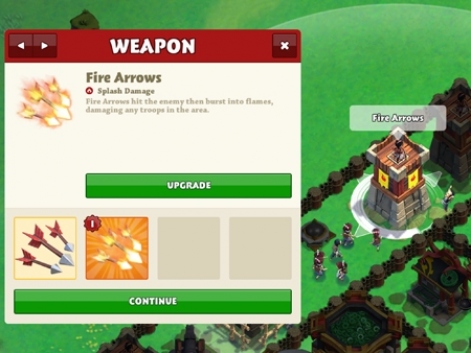 WEAPON
Fire Arrows
Splash Damage
Fire Arrows hit the enemy then burst into flames,
damaging any troops in the area.
UPGRADE
1
CONTINUE
Fire Arrows